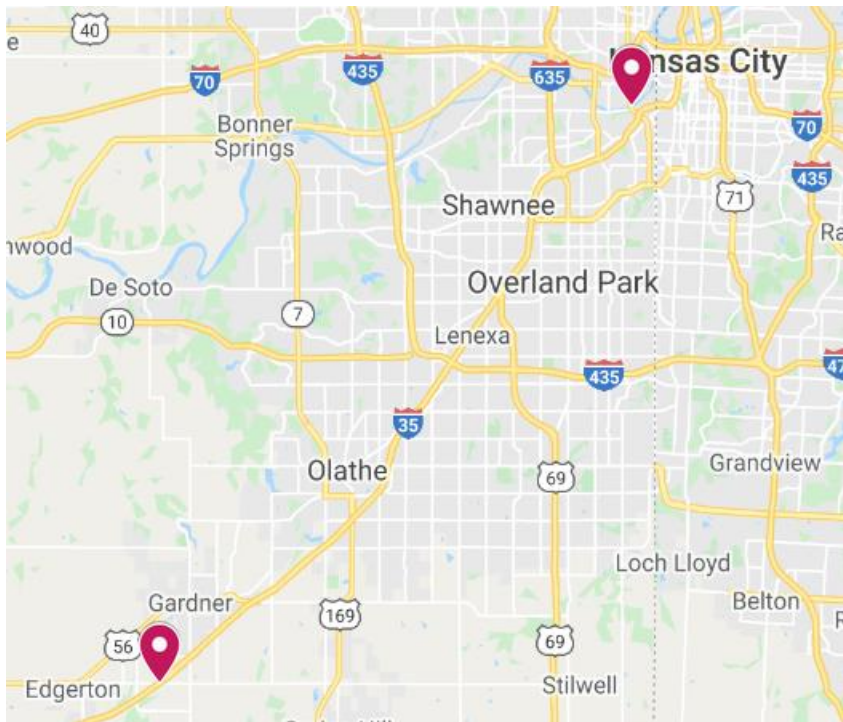 40
e
nsas City
70
435
635
Bonner
Springs
70
435
Shawnee
71
nwood
Ra
De Soto
Overland Park
10
7
Lenexa
435
47
35
Olathe
Grandview
69
Loch Lloyd
Gardner
169
Belton
56
69
R
Edgerton
Stilwell